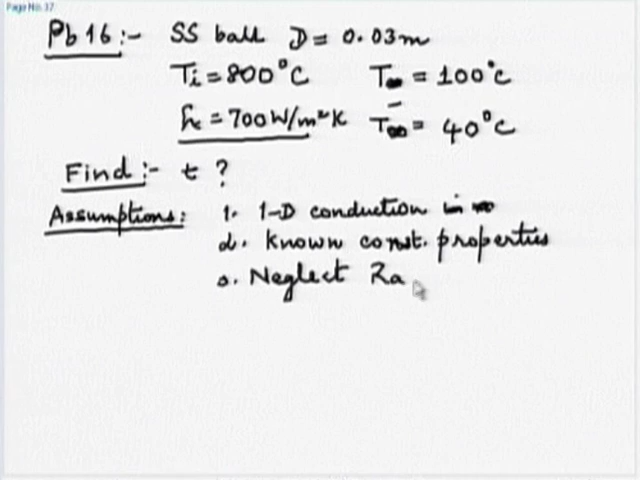 Page No. 37
Pb 16:- SS ball D = 0.03m
Ti = 800°C T∞ = 100°C
h = 700 W/m²K T̄∞ = 40°C
Find:- t ?
Assumptions: 1. 1-D conduction in
2. Known const. properties
3. Neglect Ra